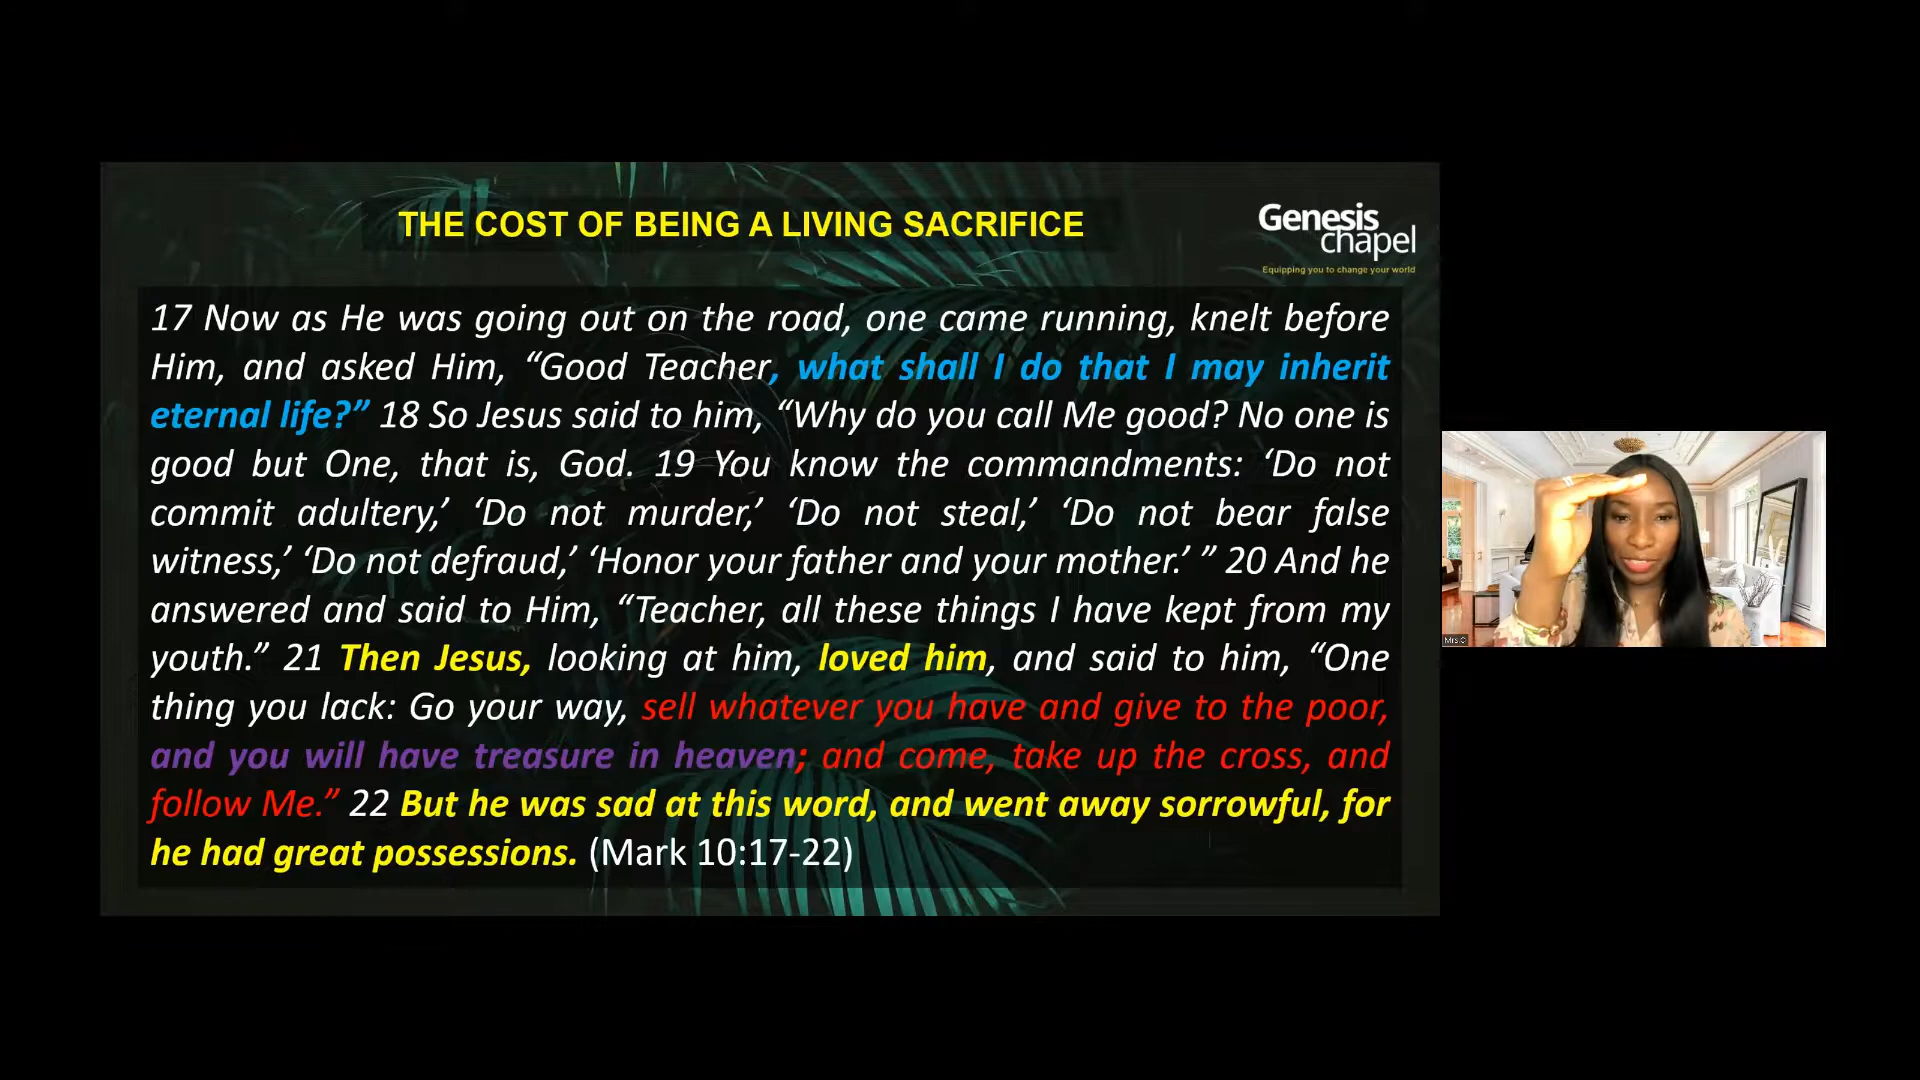 THE COST OF BEING A LIVING SACRIFICE
Genesis
chapel
Equipping you to change your world
17 Now as He was going out on the road, one came running, knelt before
Him, and asked Him, “Good Teacher, what shall I do that I may inherit
eternal life?” 18 So Jesus said to him, “Why do you call Me good? No one is
good but One, that is, God. 19 You know the commandments: ‘Do not
commit adultery,’ ‘Do not murder,’ ‘Do not steal,’ ‘Do not bear false
witness,’ ‘Do not defraud,’ ‘Honor your father and your mother.’ ” 20 And he
answered and said to Him, “Teacher, all these things I have kept from my
youth.” 21 Then Jesus, looking at him, loved him, and said to him, “One
thing you lack: Go your way, sell whatever you have and give to the poor,
and you will have treasure in heaven; and come, take up the cross, and
follow Me.” 22 But he was sad at this word, and went away sorrowful, for
he had great possessions. (Mark 10:17-22)
Mrs O